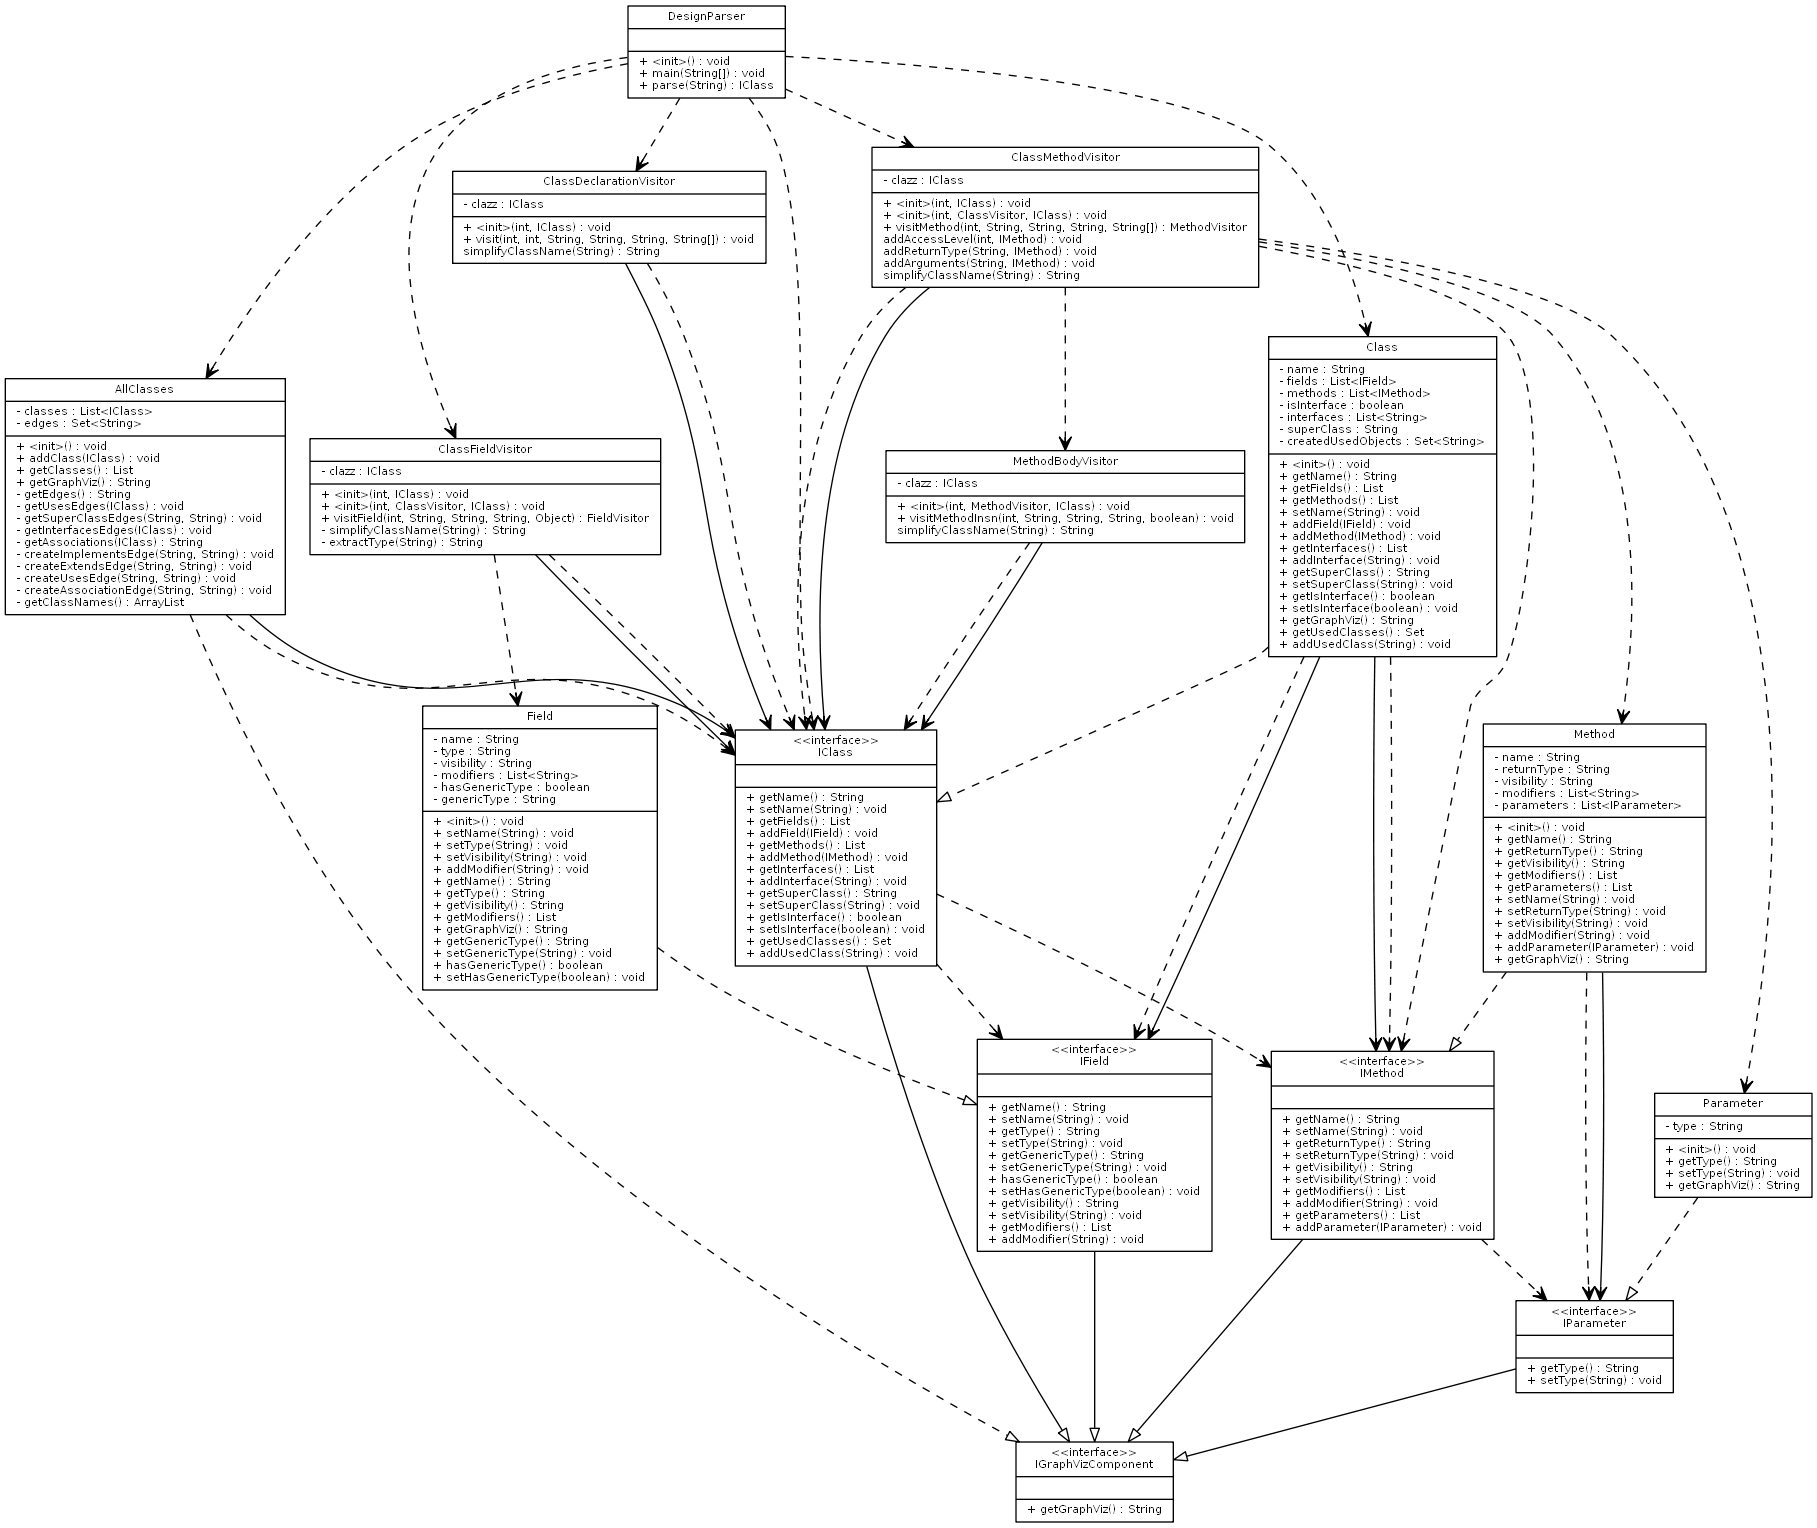 DesignParser
+ <init>() : void
+ main(String[]) : void
+ parse(String) : IClass
ClassDeclarationVisitor
- clazz : IClass
+ <init>(int, IClass) : void
+ visit(int, int, String, String, String, String[]) : void
simplifyClassName(String) : String
ClassMethodVisitor
- clazz : IClass
+ <init>(int, IClass) : void
+ <init>(int, ClassVisitor, IClass) : void
+ visitMethod(int, String, String, String, String[]) : MethodVisitor
addAccessLevel(int, IMethod) : void
addReturnType(String, IMethod) : void
addArguments(String, IMethod) : void
simplifyClassName(String) : String
Class
- name : String
- fields : List<IField>
- methods : List<IMethod>
- isInterface : boolean
- interfaces : List<String>
- superClass : String
- createdUsedObjects : Set<String>
+ <init>() : void
+ getName() : String
+ getFields() : List
+ getMethods() : List
+ setName(String) : void
+ addField(IField) : void
+ addMethod(IMethod) : void
+ getInterfaces() : List
+ addInterface(String) : void
+ getSuperClass() : String
+ setSuperClass(String) : void
+ getIsInterface() : boolean
+ setIsInterface(boolean) : void
+ getGraphViz() : String
+ getUsedClasses() : Set
+ addUsedClass(String) : void
AllClasses
- classes : List<IClass>
- edges : Set<String>
+ <init>() : void
+ addClass(IClass) : void
+ getClasses() : List
+ getGraphViz() : String
- getEdges() : String
- getUsesEdges(IClass) : void
- getSuperClassEdges(String, String) : void
- getInterfacesEdges(IClass) : void
- getAssociations(IClass) : String
- createImplementsEdge(String, String) : void
- createExtendsEdge(String, String) : void
- createUsesEdge(String, String) : void
- createAssociationEdge(String, String) : void
- getClassNames() : ArrayList
ClassFieldVisitor
- clazz : IClass
+ <init>(int, IClass) : void
+ <init>(int, ClassVisitor, IClass) : void
+ visitField(int, String, String, String, Object) : FieldVisitor
- simplifyClassName(String) : String
- extractType(String) : String
MethodBodyVisitor
- clazz : IClass
+ <init>(int, MethodVisitor, IClass) : void
+ visitMethodInsn(int, String, String, String, boolean) : void
simplifyClassName(String) : String
Field
- name : String
- type : String
- visibility : String
- modifiers : List<String>
- hasGenericType : boolean
- genericType : String
+ <init>() : void
+ setName(String) : void
+ setType(String) : void
+ setVisibility(String) : void
+ addModifier(String) : void
+ getName() : String
+ getType() : String
+ getVisibility() : String
+ getModifiers() : List
+ getGraphViz() : String
+ getGenericType() : String
+ setGenericType(String) : void
+ hasGenericType() : boolean
+ setHasGenericType(boolean) : void
<<interface>>
IClass
+ getName() : String
+ setName(String) : void
+ getFields() : List
+ addField(IField) : void
+ getMethods() : List
+ addMethod(IMethod) : void
+ getInterfaces() : List
+ addInterface(String) : void
+ getSuperClass() : String
+ setSuperClass(String) : void
+ getIsInterface() : boolean
+ setIsInterface(boolean) : void
+ getUsedClasses() : Set
+ addUsedClass(String) : void
Method
- name : String
- returnType : String
- visibility : String
- modifiers : List<String>
- parameters : List<IParameter>
+ <init>() : void
+ getName() : String
+ getReturnType() : String
+ getVisibility() : String
+ getModifiers() : List
+ getParameters() : List
+ setName(String) : void
+ setReturnType(String) : void
+ setVisibility(String) : void
+ addModifier(String) : void
+ addParameter(IParameter) : void
+ getGraphViz() : String
<<interface>>
IField
+ getName() : String
+ setName(String) : void
+ getType() : String
+ setType(String) : void
+ getGenericType() : String
+ setGenericType(String) : void
+ hasGenericType() : boolean
+ setHasGenericType(boolean) : void
+ getVisibility() : String
+ setVisibility(String) : void
+ getModifiers() : List
+ addModifier(String) : void
<<interface>>
IMethod
+ getName() : String
+ setName(String) : void
+ getReturnType() : String
+ setReturnType(String) : void
+ getVisibility() : String
+ setVisibility(String) : void
+ getModifiers() : List
+ addModifier(String) : void
+ getParameters() : List
+ addParameter(IParameter) : void
Parameter
- type : String
+ <init>() : void
+ getType() : String
+ setType(String) : void
+ getGraphViz() : String
<<interface>>
IParameter
+ getType() : String
+ setType(String) : void
<<interface>>
IGraphVizComponent
+ getGraphViz() : String